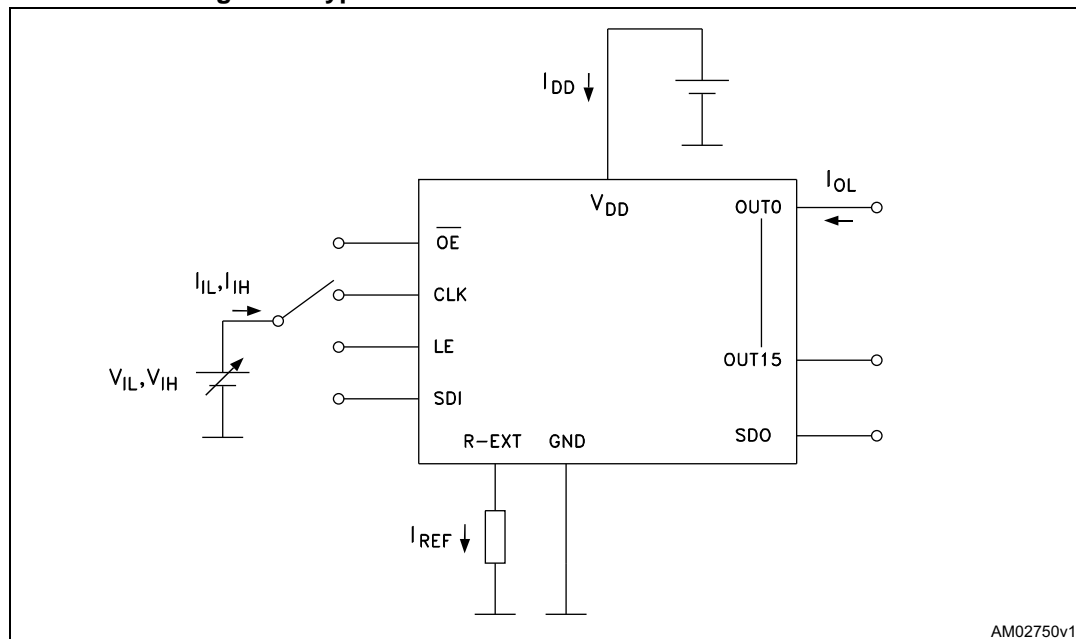 I_DD
V_DD
OUT0
I_OL
OE
I_IL,I_IH
CLK
LE
V_IL,V_IH
OUT15
SDI
R-EXT
GND
SDO
I_REF
AM02750v1